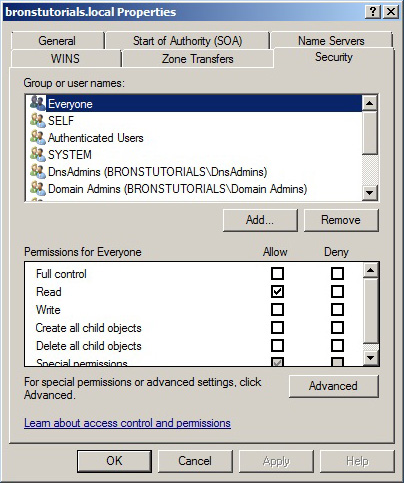 bronstutorials.local Properties
General
Start of Authority (SOA)
Name Servers
WINS
Zone Transfers
Security
Group or user names:
Everyone
SELF
Authenticated Users
SYSTEM
DnsAdmins (BRONSTUTORIALS\DnsAdmins)
Domain Admins (BRONSTUTORIALS\Domain Admins)
Add...
Remove
Permissions for Everyone
Allow
Deny
Full control
Read
Write
Create all child objects
Delete all child objects
Special permissions
For special permissions or advanced settings, click
Advanced.
Advanced
Learn about access control and permissions
OK
Cancel
Apply
Help